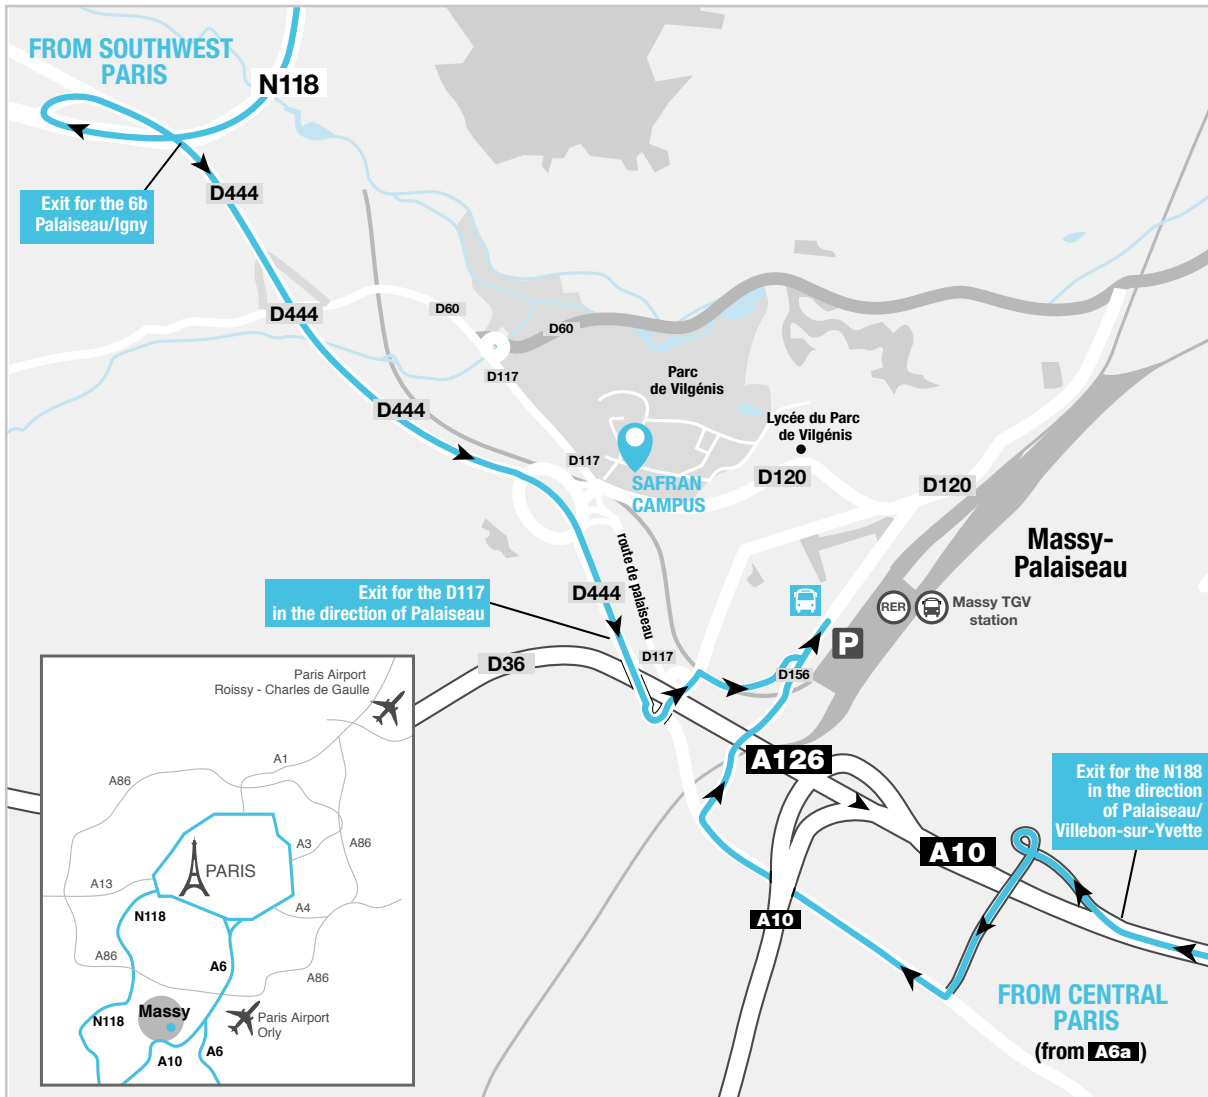 FROM SOUTHWEST
PARIS
N118
Exit for the 6b
Palaiseau/Igny
D444
D444
D60
D60
D117
D444
Parc
de Vilgénis
Lycée du Parc
de Vilgénis
D117
SAFRAN
CAMPUS
D120
D120
Massy-
Palaiseau
route de palaiseau
Exit for the D117
in the direction of Palaiseau
D444
RER
Massy TGV
station
P
D117
D36
D156
A126
Exit for the N188
in the direction
of Palaiseau/
Villebon-sur-Yvette
A10
A10
FROM CENTRAL
PARIS
(from A6a )
Paris Airport
Roissy - Charles de Gaulle
A1
A86
A3
A86
PARIS
A13
A4
N118
A86
A6
A86
Massy
N118
Paris Airport
Orly
A10
A6